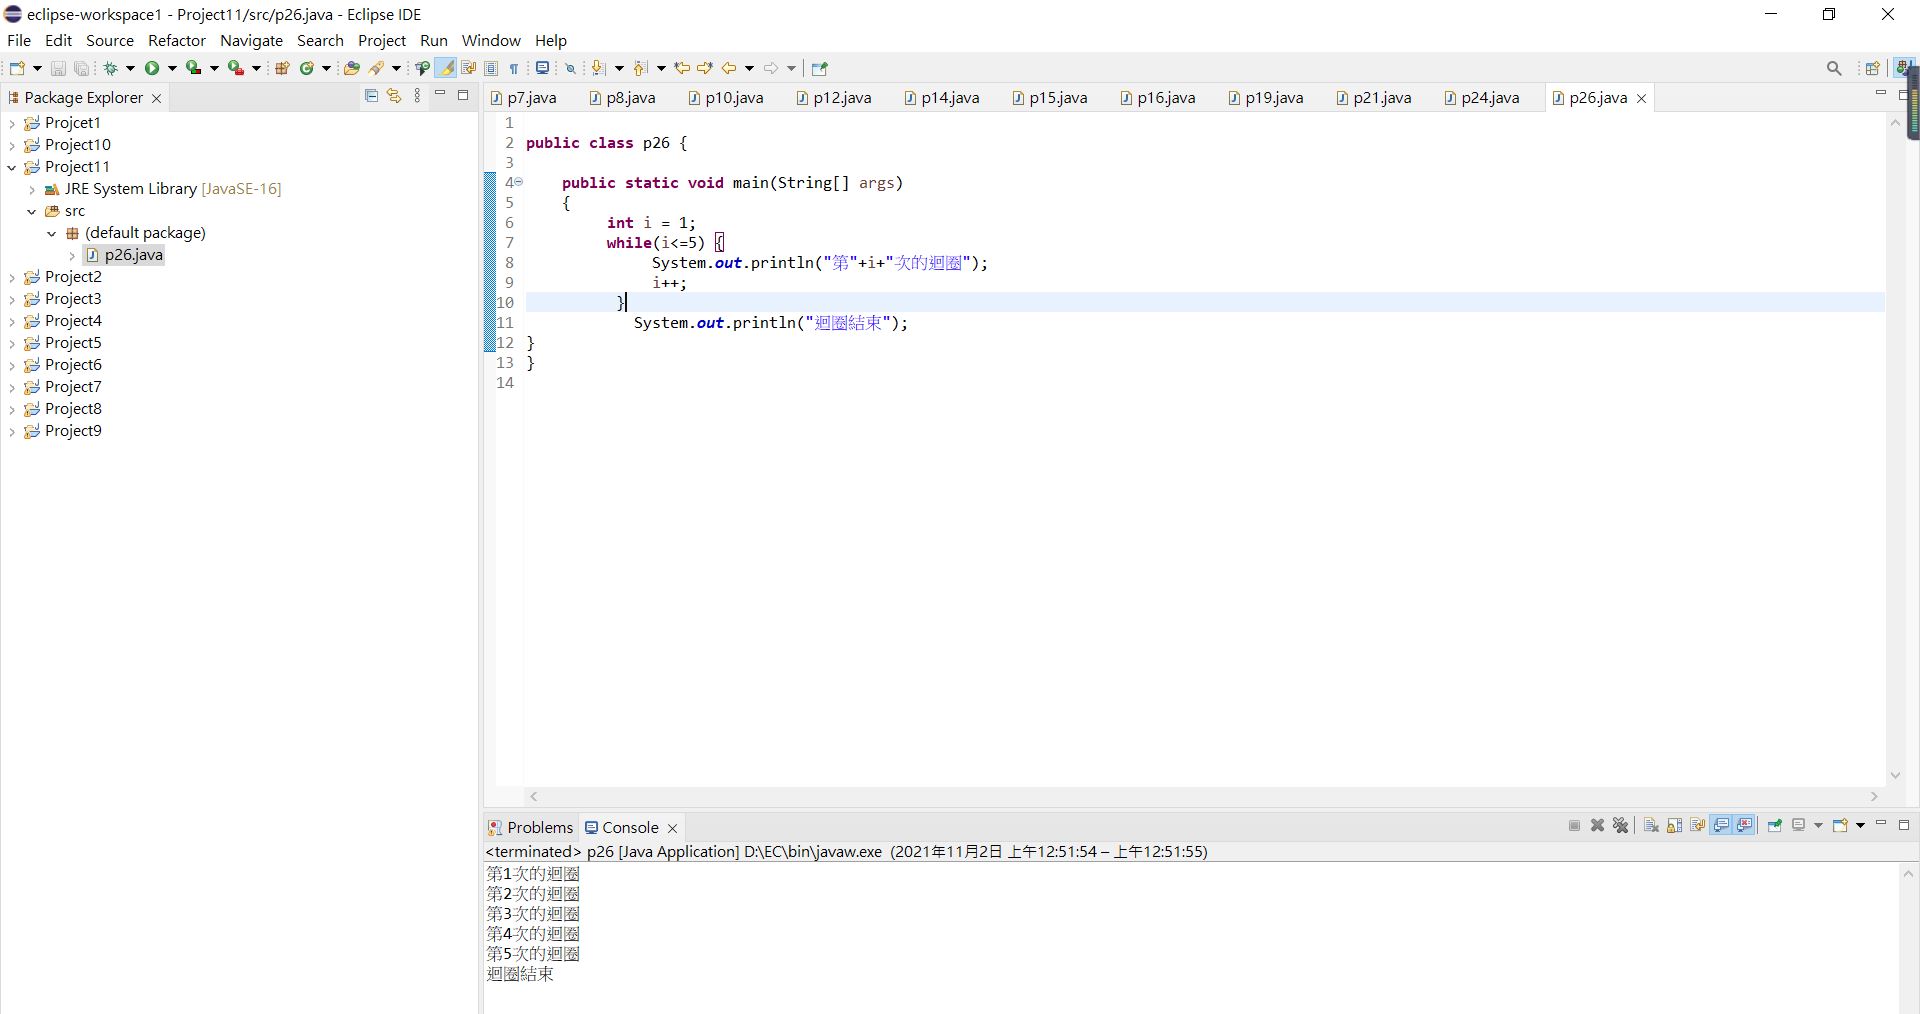 eclipse-workspace1 - Project11/src/p26.java - Eclipse IDE
File Edit Source Refactor Navigate Search Project Run Window Help
Package Explorer
p7.java p8.java p10.java p12.java p14.java p15.java p16.java p19.java p21.java p24.java p26.java
Projcet1
Project10
Project11
JRE System Library [JavaSE-16]
src
(default package)
p26.java
Project2
Project3
Project4
Project5
Project6
Project7
Project8
Project9
1
2 public class p26 {
3
4 public static void main(String[] args)
5 {
6 int i = 1;
7 while(i<=5) {
8 System.out.println("第"+i+"次的迴圈");
9 i++;
10 }
11 System.out.println("迴圈結束");
12 }
13 }
14
Problems Console
<terminated> p26 [Java Application] D:\EC\bin\javaw.exe (2021年11月2日 上午12:51:54 – 上午12:51:55)
第1次的迴圈
第2次的迴圈
第3次的迴圈
第4次的迴圈
第5次的迴圈
迴圈結束